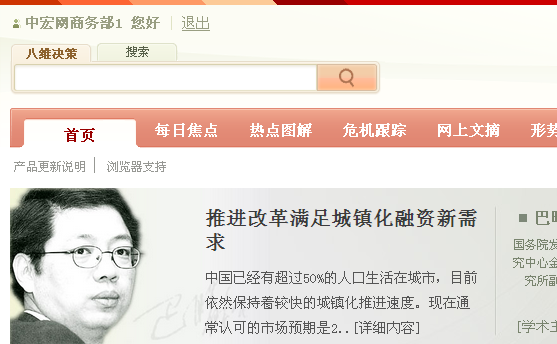 中宏网商务部1 您好 | 退出
八维决策 搜索
首页 每日焦点 热点图解 危机跟踪 网上文摘 形势
产品更新说明 | 浏览器支持
推进改革满足城镇化融资新需
求
中国已经有超过50%的人口生活在城市，目前
依然保持着较快的城镇化推进速度。现在通
常认可的市场预期是2..[详细内容]
■ 巴曙
国务院发
究中心金
究所副
[学术主